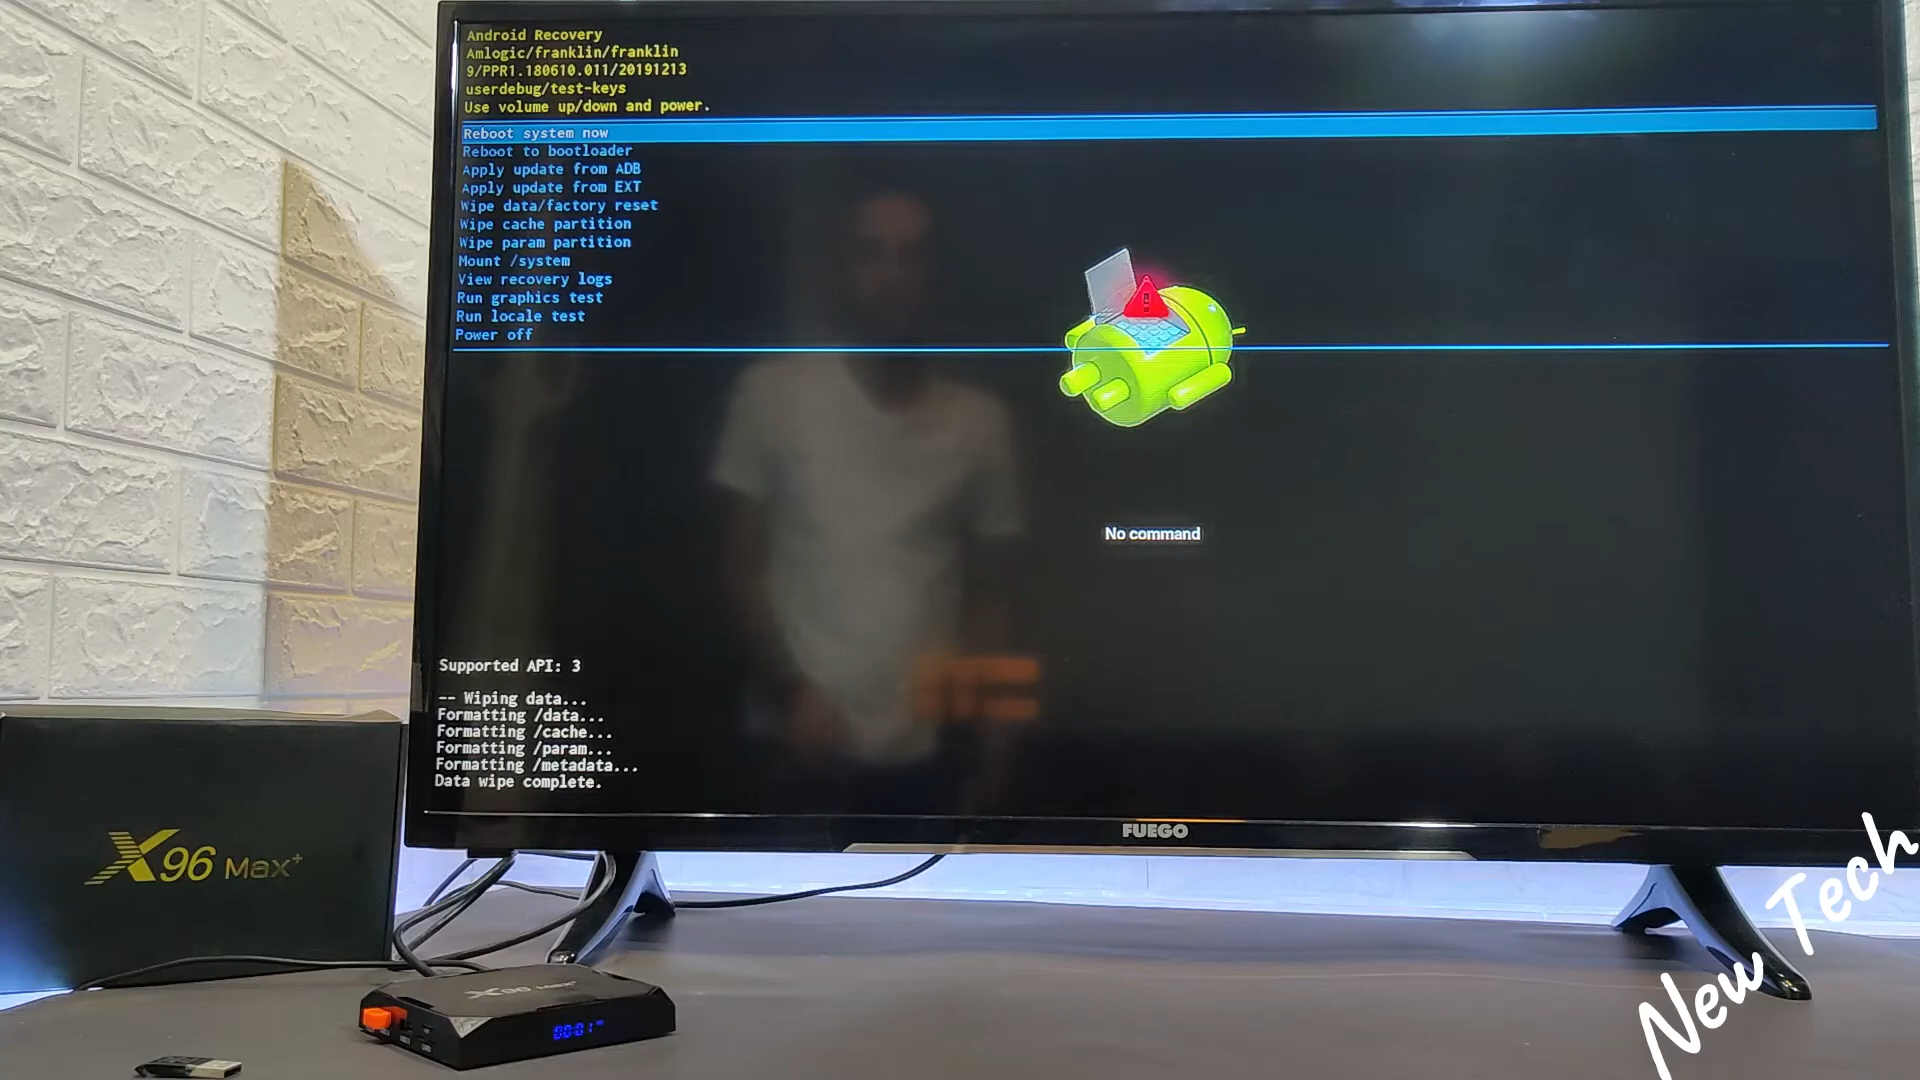 Android Recovery
Amlogic/franklin/franklin
9/PPR1.180610.011/20191213
userdebug/test-keys
Use volume up/down and power.
Reboot system now
Reboot to bootloader
Apply update from ADB
Apply update from EXT
Wipe data/factory reset
Wipe cache partition
Wipe param partition
Mount /system
View recovery logs
Run graphics test
Run locale test
Power off
No command
Supported API: 3
-- Wiping data...
Formatting /data...
Formatting /cache...
Formatting /param...
Formatting /metadata...
Data wipe complete.
FUEGO
X96 Max+
X96 Max+
00:01
New Tech